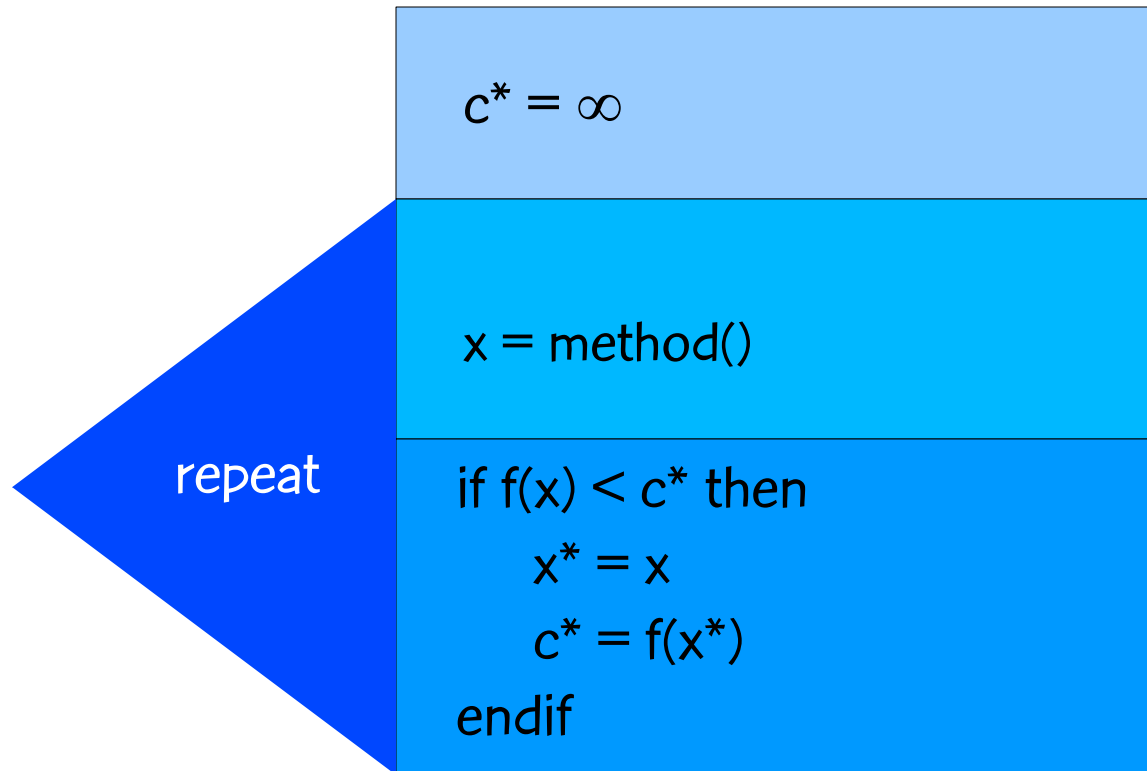 c* = ∞
x = method()
repeat
if f(x) < c* then
x* = x
c* = f(x*)
endif